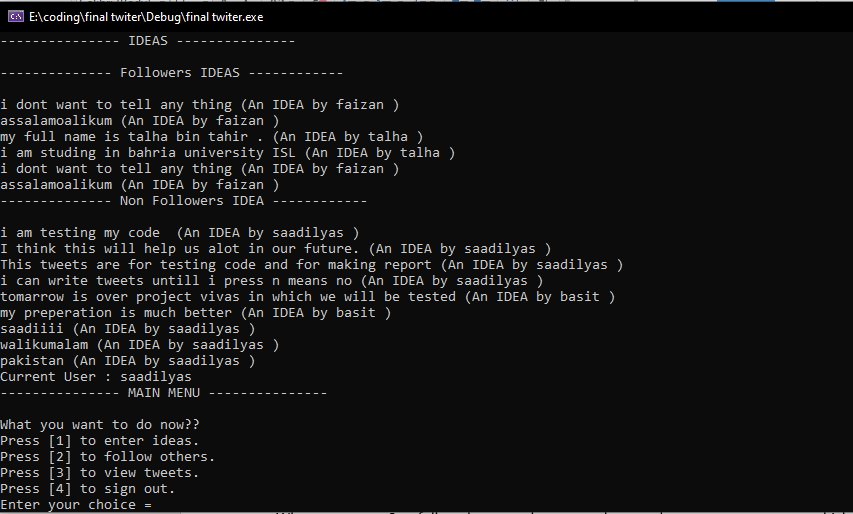 E:\coding\final twiter\Debug\final twiter.exe
--------------- IDEAS ---------------
-------------- Followers IDEAS ------------
i dont want to tell any thing (An IDEA by faizan )
assalamoalikum (An IDEA by faizan )
my full name is talha bin tahir . (An IDEA by talha )
i am studing in bahria university ISL (An IDEA by talha )
i dont want to tell any thing (An IDEA by faizan )
assalamoalikum (An IDEA by faizan )
-------------- Non Followers IDEA ------------
i am testing my code  (An IDEA by saadilyas )
I think this will help us alot in our future. (An IDEA by saadilyas )
This tweets are for testing code and for making report (An IDEA by saadilyas )
i can write tweets untill i press n means no (An IDEA by saadilyas )
tomarrow is over project vivas in which we will be tested (An IDEA by basit )
my preperation is much better (An IDEA by basit )
saadiiii (An IDEA by saadilyas )
walikumalam (An IDEA by saadilyas )
pakistan (An IDEA by saadilyas )
Current User : saadilyas
--------------- MAIN MENU ---------------
What you want to do now??
Press [1] to enter ideas.
Press [2] to follow others.
Press [3] to view tweets.
Press [4] to sign out.
Enter your choice =